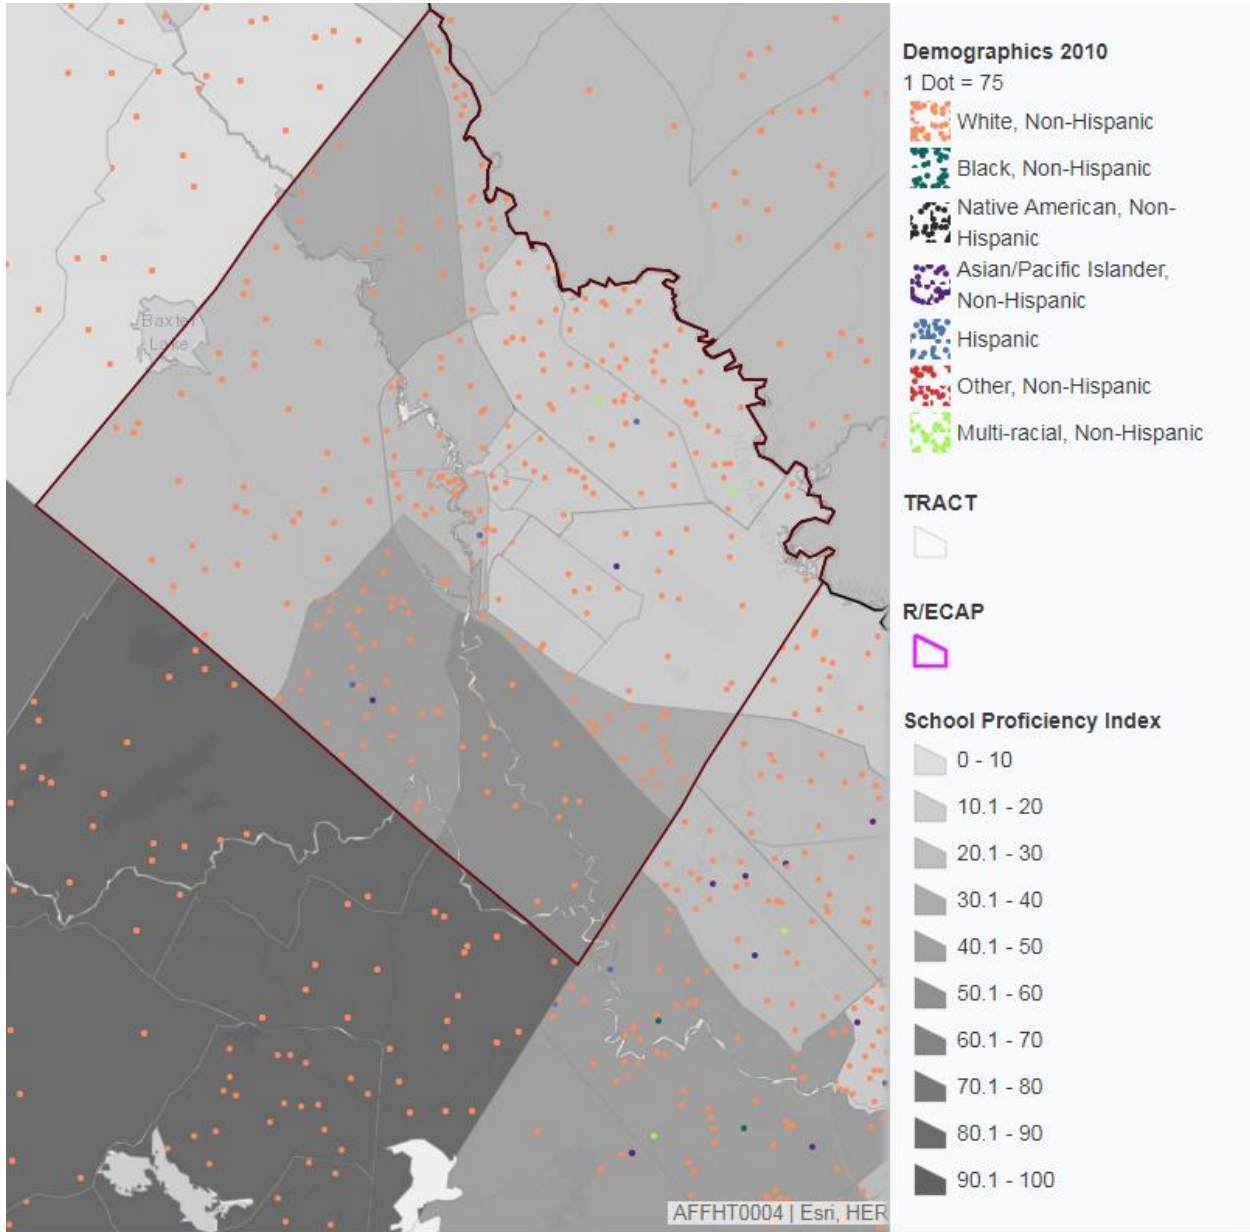 Baxter
Lake
Demographics 2010
1 Dot = 75
White, Non-Hispanic
Black, Non-Hispanic
Native American, Non-
Hispanic
Asian/Pacific Islander,
Non-Hispanic
Hispanic
Other, Non-Hispanic
Multi-racial, Non-Hispanic
TRACT
R/ECAP
School Proficiency Index
0 - 10
10.1 - 20
20.1 - 30
30.1 - 40
40.1 - 50
50.1 - 60
60.1 - 70
70.1 - 80
80.1 - 90
90.1 - 100
AFFHT0004 | Esri, HER